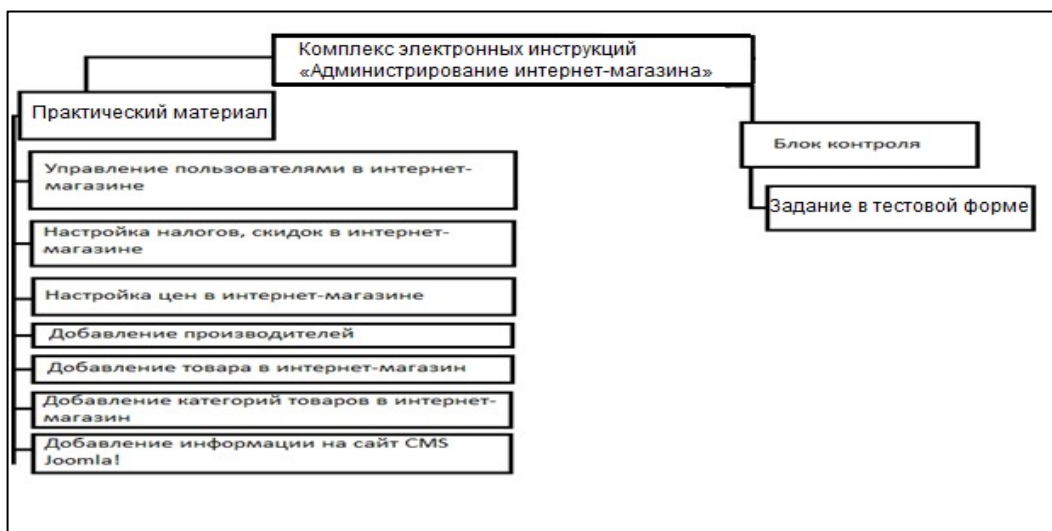 Комплекс электронных инструкций
«Администрирование интернет-магазина»
Практический материал
Управление пользователями в интернет-
магазине
Настройка налогов, скидок в интернет-
магазине
Настройка цен в интернет-магазине
Добавление производителей
Добавление товара в интернет-магазин
Добавление категорий товаров в интернет-
магазин
Добавление информации на сайт CMS
Joomla!
Блок контроля
Задание в тестовой форме